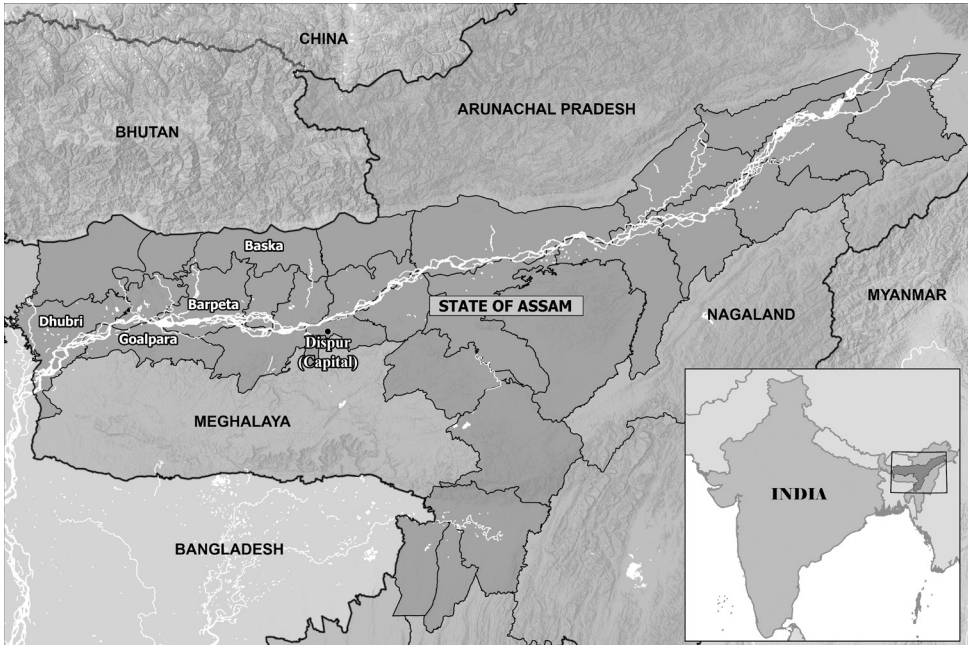 CHINA
ARUNACHAL PRADESH
BHUTAN
Baska
Barpeta
STATE OF ASSAM
MYANMAR
Dhubri
NAGALAND
Goalpara
Dispur
(Capital)
MEGHALAYA
INDIA
BANGLADESH